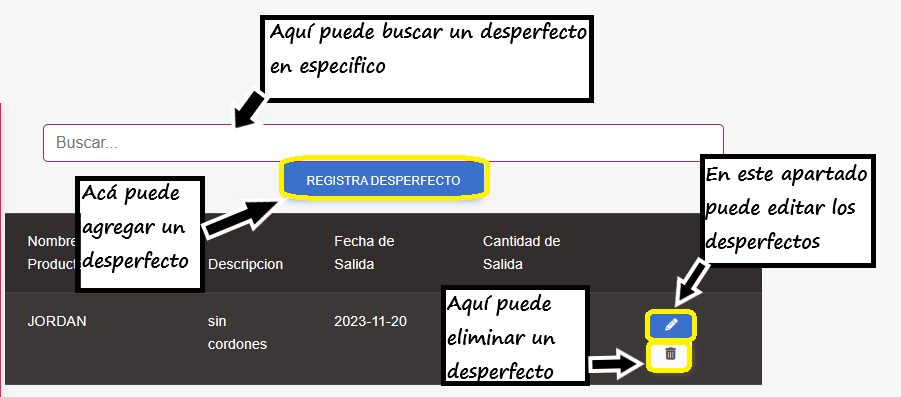 Aquí puede buscar un desperfecto
en especifico
Buscar...
REGISTRA DESPERFECTO
Acá puede
agregar un
desperfecto
En este apartado
puede editar los
desperfectos
Nombre
Product
Descripcion
Fecha de
Salida
Cantidad de
Salida
JORDAN
sin
cordones
2023-11-20
Aquí puede
eliminar un
desperfecto